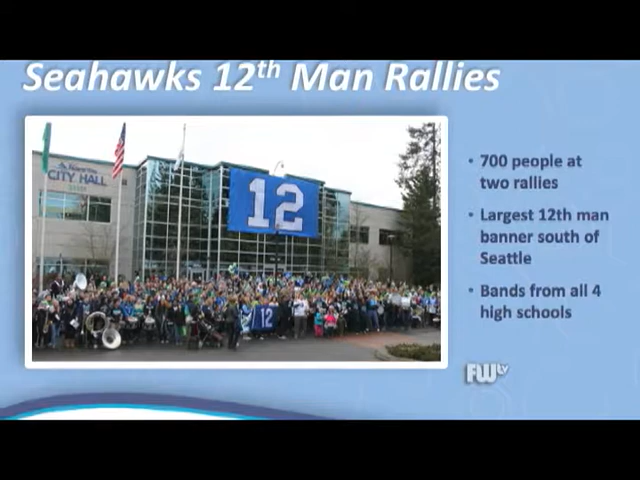 Seahawks 12th Man Rallies
CITY HALL
12
12
• 700 people at
two rallies
• Largest 12th man
banner south of
Seattle
• Bands from all 4
high schools
FWtv